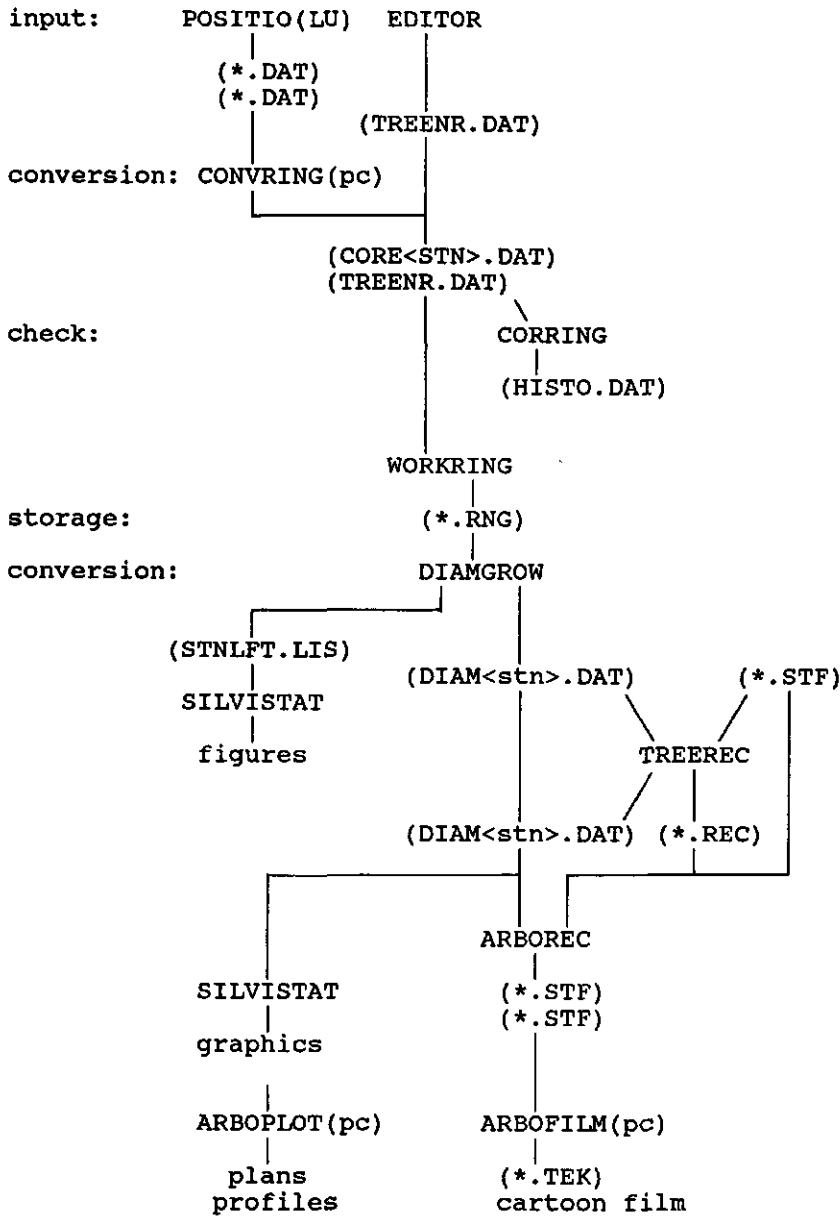 input: POSITIO(LU) EDITOR
(*.DAT)
(*.DAT)
(TREENR.DAT)
conversion: CONVRING(pc)
(CORE<STN>.DAT)
(TREENR.DAT)
check: CORRING
(HISTO.DAT)
WORKRING
storage: (*.RNG)
conversion: DIAMGROW
(STNLFT.LIS)
(DIAM<stn>.DAT) (*.STF)
SILVISTAT
figures TREEREC
(DIAM<stn>.DAT) (*.REC)
ARBOREC
SILVISTAT (*.STF)
(*.STF)
graphics
ARBOPLOT(pc) ARBOFILM(pc)
plans (*.TEK)
profiles cartoon film